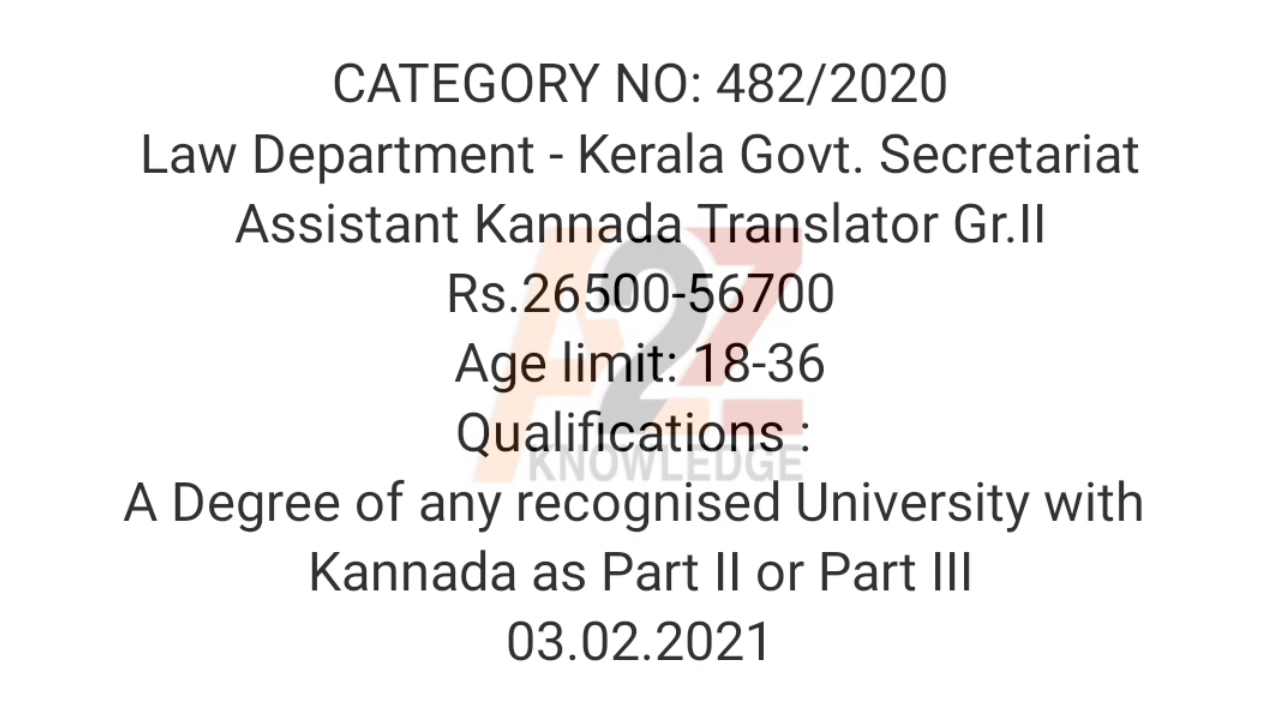 CATEGORY NO: 482/2020
Law Department - Kerala Govt. Secretariat
Assistant Kannada Translator Gr.II
Rs.26500-56700
Age limit: 18-36
Qualifications :
A2Z
KNOWLEDGE
A Degree of any recognised University with
Kannada as Part II or Part III
03.02.2021